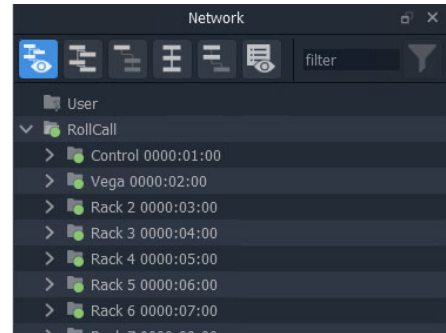 Network
filter
User
RollCall
Control 0000:01:00
Vega 0000:02:00
Rack 2 0000:03:00
Rack 3 0000:04:00
Rack 4 0000:05:00
Rack 5 0000:06:00
Rack 6 0000:07:00